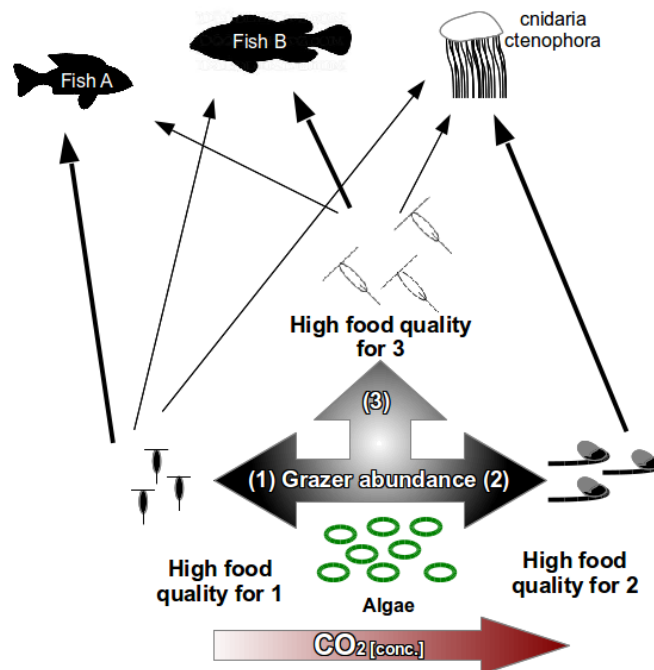 cnidaria
ctenophora
Fish B
Fish A
High food quality
for 3
(3)
(1) Grazer abundance (2)
High food
quality for 1
Algae
High food
quality for 2
CO2 [conc.]